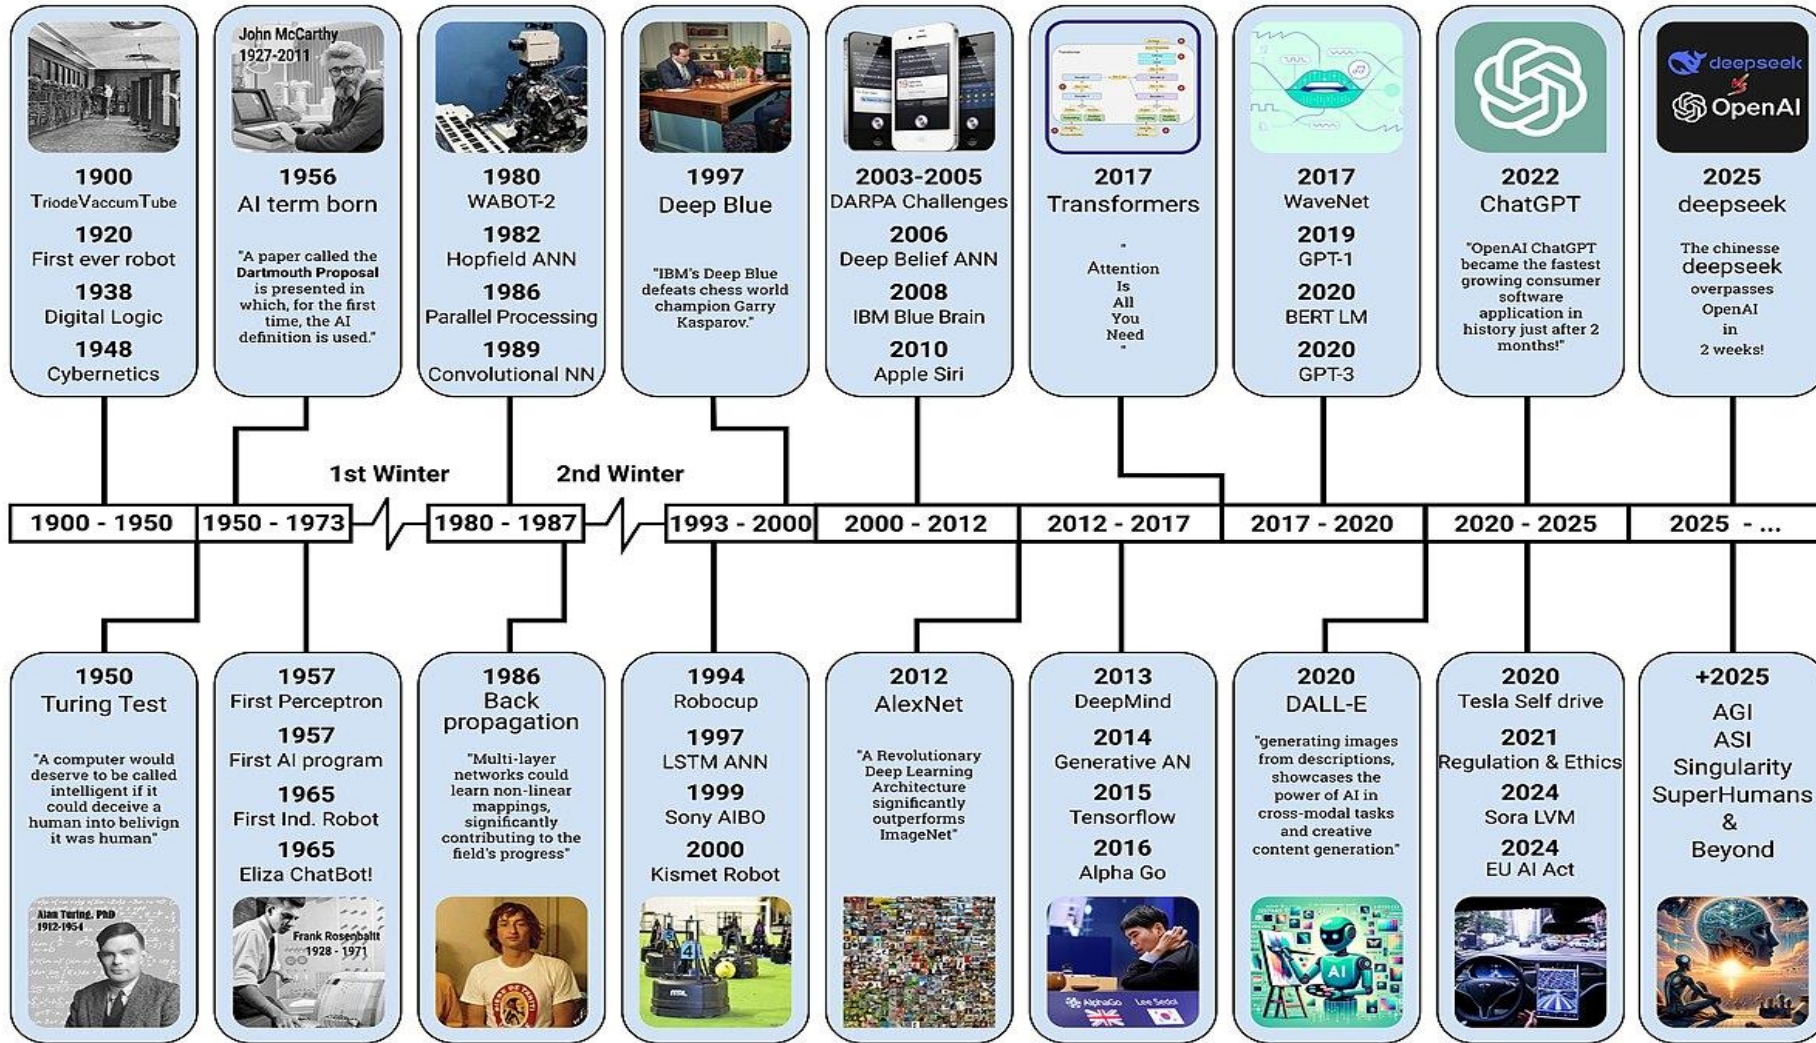 1900
TriodeVaccumTube
1920
First ever robot
1938
Digital Logic
1948
Cybernetics
John McCarthy
1927-2011
1956
AI term born
"A paper called the
Dartmouth Proposal
is presented in
which, for the first
time, the AI
definition is used."
1980
WABOT-2
1982
Hopfield ANN
1986
Parallel Processing
1989
Convolutional NN
1997
Deep Blue
"IBM's Deep Blue
defeats chess world
champion Garry
Kasparov."
2003-2005
DARPA Challenges
2006
Deep Belief ANN
2008
IBM Blue Brain
2010
Apple Siri
2017
Transformers
"
Attention
Is
All
You
Need
"
2017
WaveNet
2019
GPT-1
2020
BERT LM
2020
GPT-3
2022
ChatGPT
"OpenAI ChatGPT
became the fastest
growing consumer
software
application in
history just after 2
months!"
deepseek
VS
OpenAI
2025
deepseek
The chinesse
deepseek
overpasses
OpenAI
in
2 weeks!
1st Winter
2nd Winter
1900 - 1950
1950 - 1973
1980 - 1987
1993 - 2000
2000 - 2012
2012 - 2017
2017 - 2020
2020 - 2025
2025 - ...
1950
Turing Test
"A computer would
deserve to be called
intelligent if it
could deceive a
human into belivign
it was human"
Alan Turing, PhD
1912-1954
1957
First Perceptron
1957
First AI program
1965
First Ind. Robot
1965
Eliza ChatBot!
Frank Rosenbaltt
1928 - 1971
1986
Back
propagation
"Multi-layer
networks could
learn non-linear
mappings,
significantly
contributing to the
field's progress"
1994
Robocup
1997
LSTM ANN
1999
Sony AIBO
2000
Kismet Robot
4
2012
AlexNet
"A Revolutionary
Deep Learning
Architecture
significantly
outperforms
ImageNet"
2013
DeepMind
2014
Generative AN
2015
Tensorflow
2016
Alpha Go
AlphaGo
Lee Sedol
2020
DALL-E
"generating images
from descriptions,
showcases the
power of AI in
cross-modal tasks
and creative
content generation"
AI
2020
Tesla Self drive
2021
Regulation & Ethics
2024
Sora LVM
2024
EU AI Act
+2025
AGI
ASI
Singularity
SuperHumans
&
Beyond